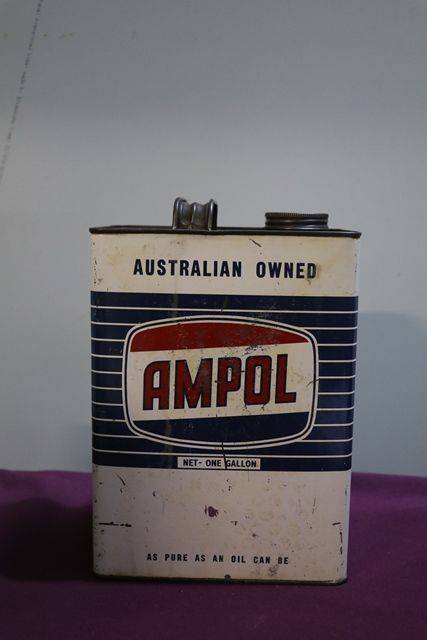 AUSTRALIAN OWNED
AMPOL
NET- ONE GALLON
AS PURE AS AN OIL CAN BE